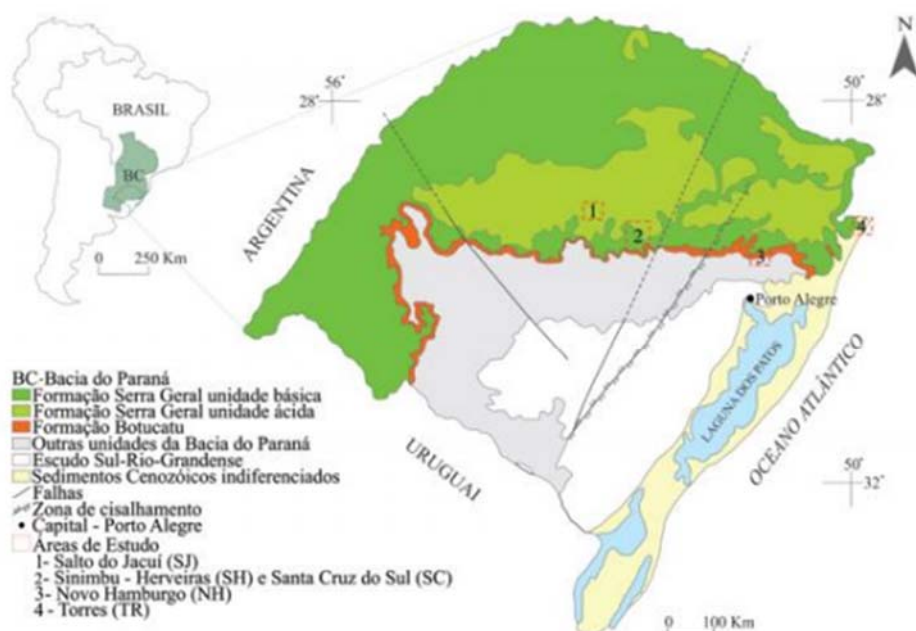 N
56°
28°
50°
28°
BRASIL
BC
ARGENTINA
0 250 Km
1
2
3
4
Porto Alegre
LAGUNA DOS PATOS
OCEANO ATLÂNTICO
URUGUAI
50°
32°
BC-Bacia do Paraná
Formação Serra Geral unidade básica
Formação Serra Geral unidade ácida
Formação Botucatu
Outras unidades da Bacia do Paraná
Escudo Sul-Rio-Grandense
Sedimentos Cenozóicos indiferenciados
Falhas
Zona de cisalhamento
Capital - Porto Alegre
Áreas de Estudo
1- Salto do Jacuí (SJ)
2- Sinimbu - Herveiras (SH) e Santa Cruz do Sul (SC)
3- Novo Hamburgo (NH)
4 - Torres (TR)
0 100 Km